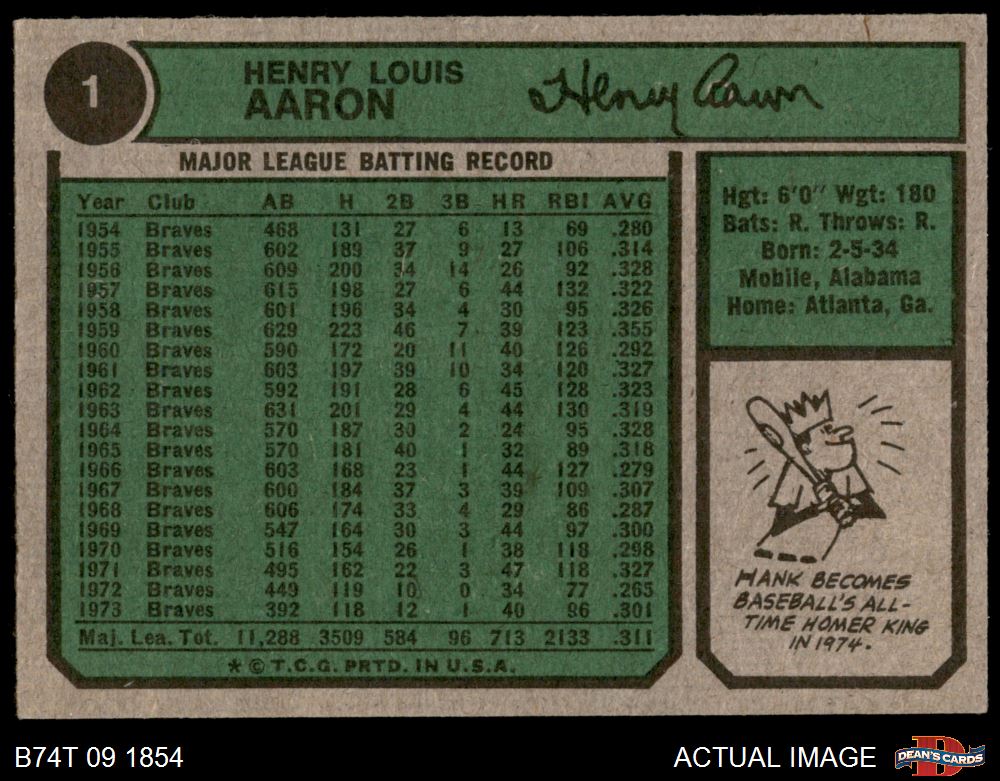 1
HENRY LOUIS
AARON
Henry Aaron
MAJOR LEAGUE BATTING RECORD
Year Club AB H 2B 3B HR RBI AVG
1954 Braves 468 131 27 6 13 69 .280
1955 Braves 602 189 37 9 27 106 .314
1956 Braves 609 200 34 14 26 92 .328
1957 Braves 615 198 27 6 44 132 .322
1958 Braves 601 196 34 4 30 95 .326
1959 Braves 629 223 46 7 39 123 .355
1960 Braves 590 172 20 11 40 126 .292
1961 Braves 603 197 39 10 34 120 .327
1962 Braves 592 191 28 6 45 128 .323
1963 Braves 631 201 29 4 44 130 .319
1964 Braves 570 187 30 2 24 95 .328
1965 Braves 570 181 40 1 32 89 .318
1966 Braves 603 168 23 1 44 127 .279
1967 Braves 600 184 37 3 39 109 .307
1968 Braves 606 174 33 4 29 86 .287
1969 Braves 547 164 30 3 44 97 .300
1970 Braves 516 154 26 1 38 118 .298
1971 Braves 495 162 22 3 47 118 .327
1972 Braves 449 119 10 0 34 77 .265
1973 Braves 392 118 12 1 40 96 .301
Maj. Lea. Tot. 11,288 3509 584 96 713 2133 .311
* © T.C.G. PRTD. IN U.S.A.
Hgt: 6'0" Wgt: 180
Bats: R. Throws: R.
Born: 2-5-34
Mobile, Alabama
Home: Atlanta, Ga.
HANK BECOMES
BASEBALL'S ALL-
TIME HOMER KING
IN 1974.
B74T 09 1854
ACTUAL IMAGE
D
DEAN'S CARDS